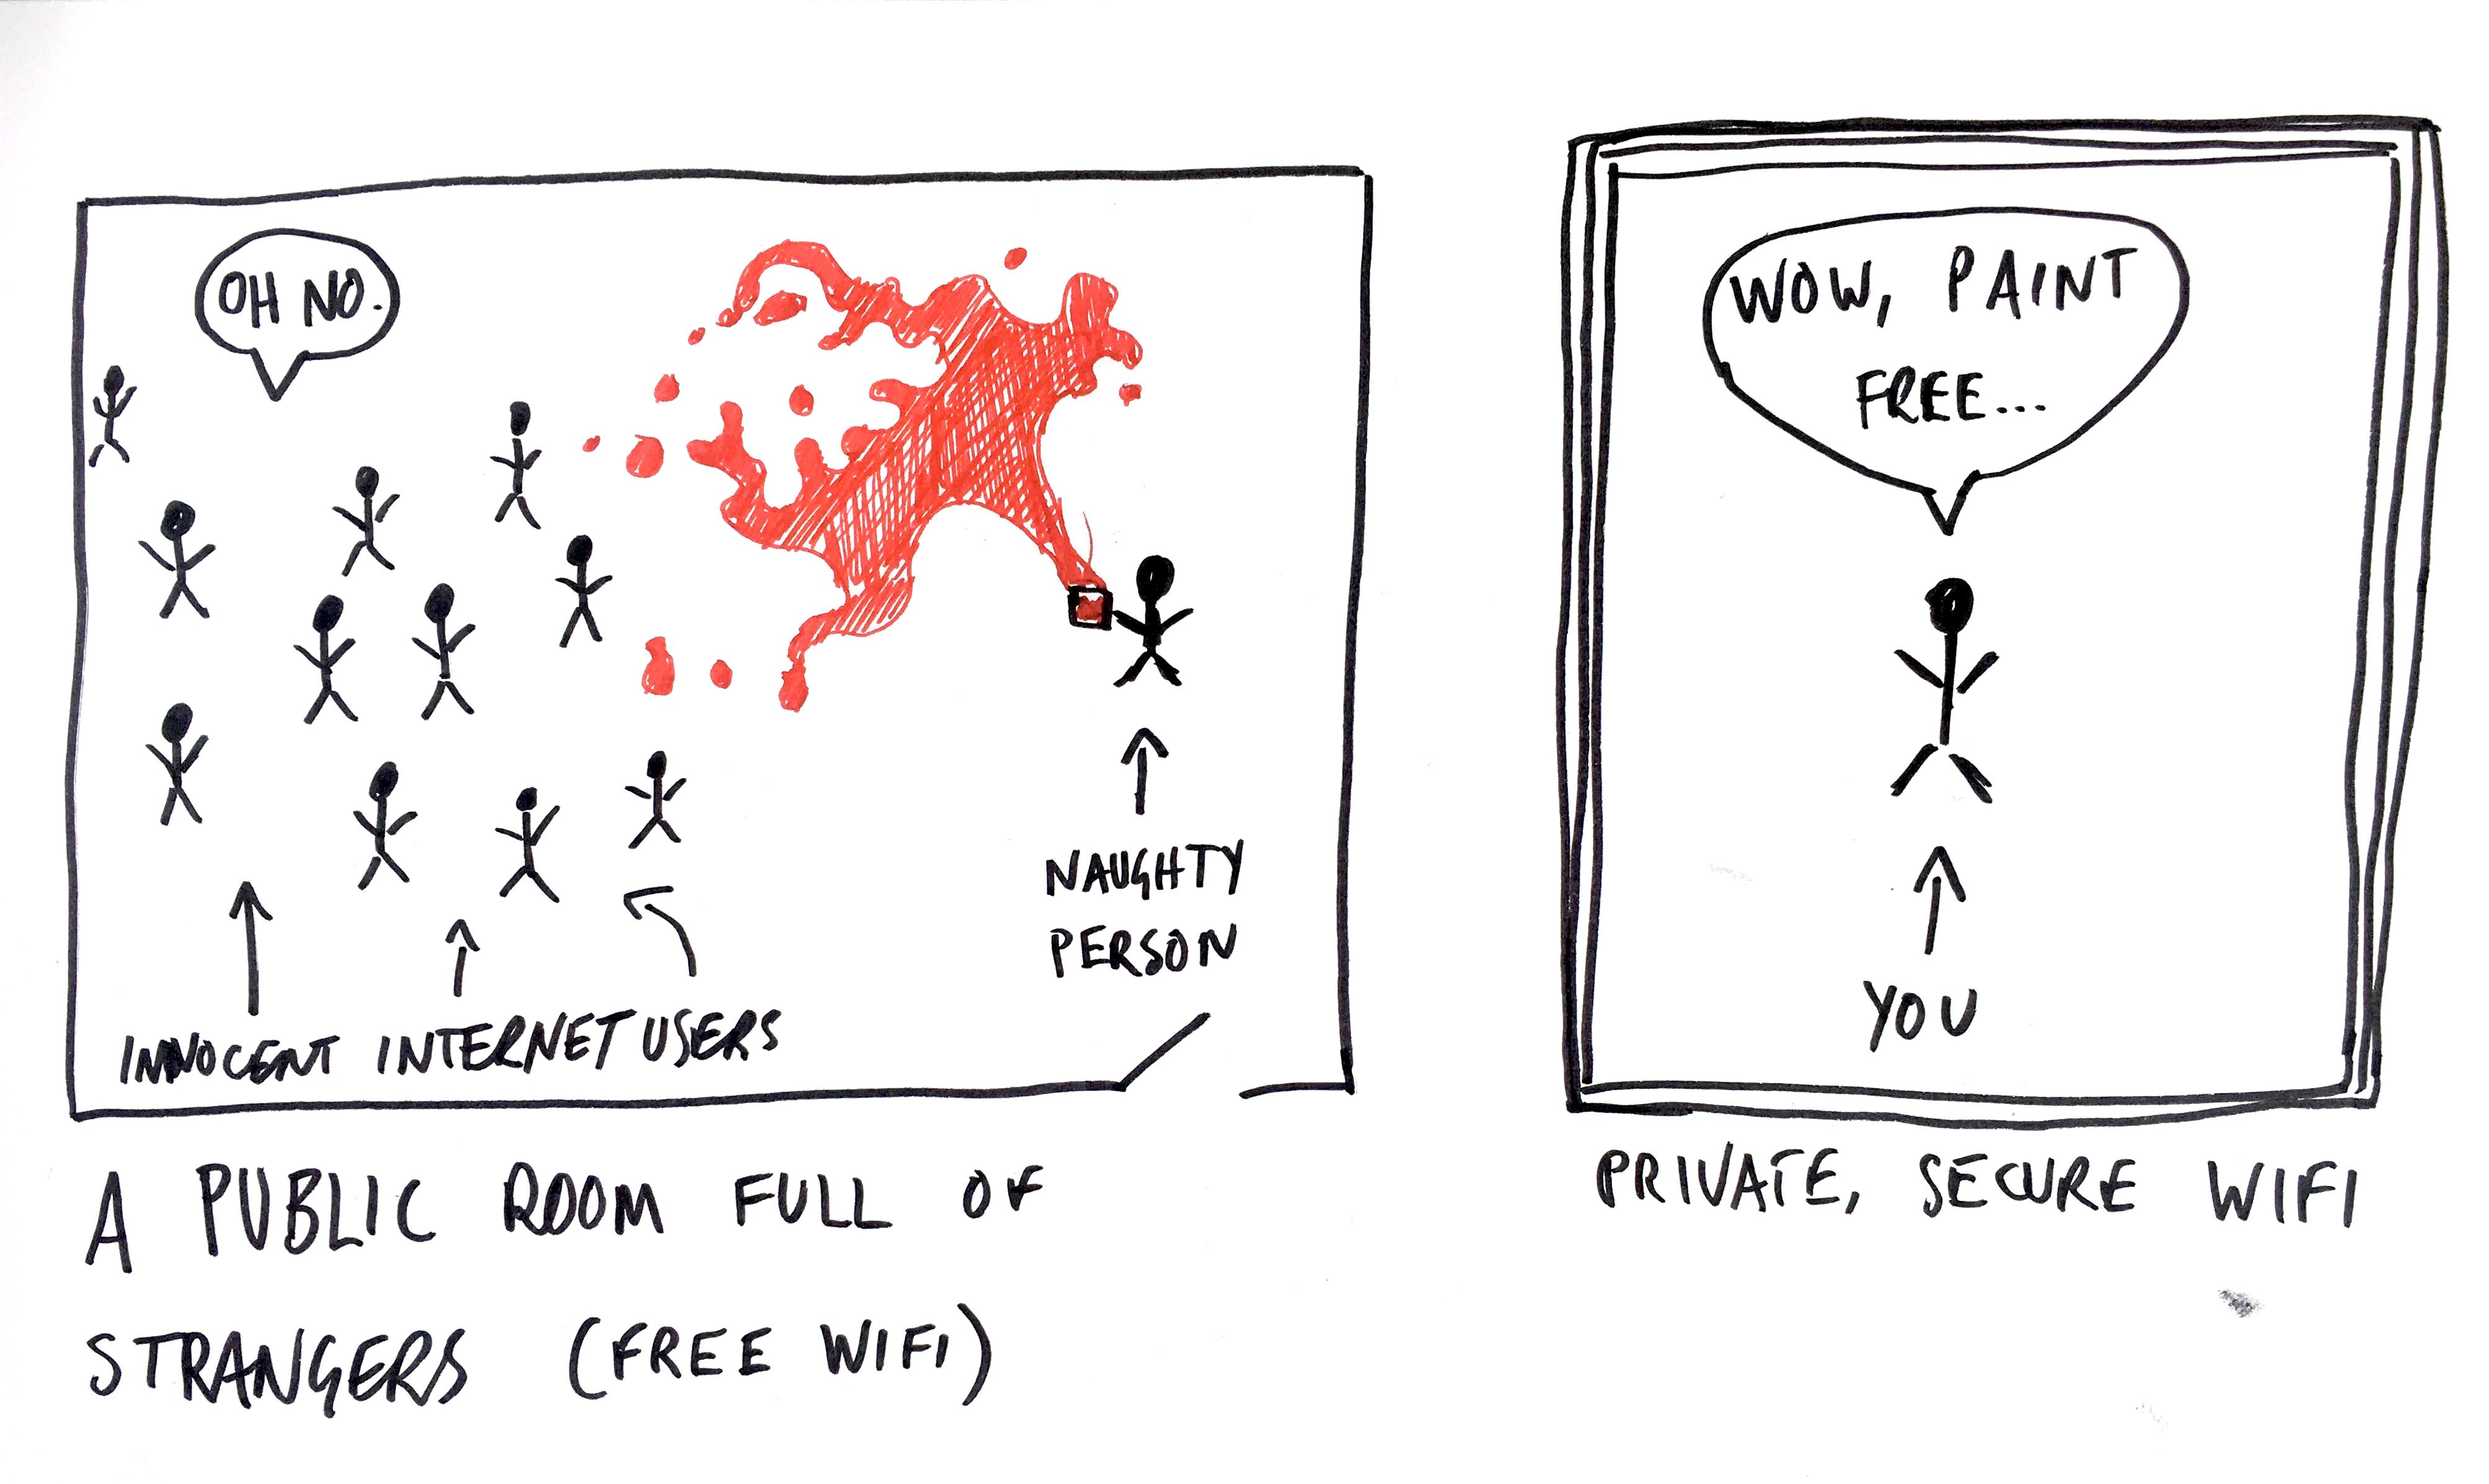 OH NO.
INNOCENT INTERNET USERS
NAUGHTY
PERSON
A PUBLIC ROOM FULL OF
STRANGERS (FREE WIFI)
WOW, PAINT
FREE...
YOU
PRIVATE, SECURE WIFI